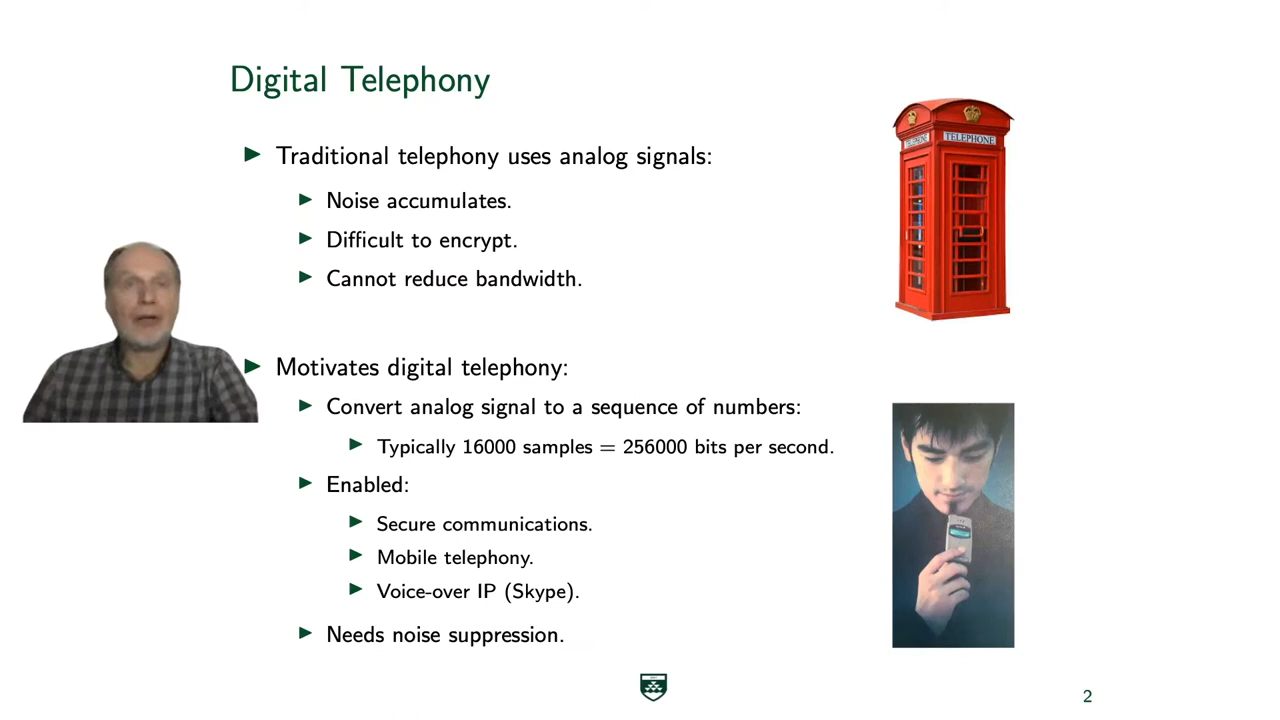 Digital Telephony
Traditional telephony uses analog signals:
Noise accumulates.
Difficult to encrypt.
Cannot reduce bandwidth.
Motivates digital telephony:
Convert analog signal to a sequence of numbers:
Typically 16000 samples = 256000 bits per second.
Enabled:
Secure communications.
Mobile telephony.
Voice-over IP (Skype).
Needs noise suppression.
TELEPHONE
TELEPHONE
2